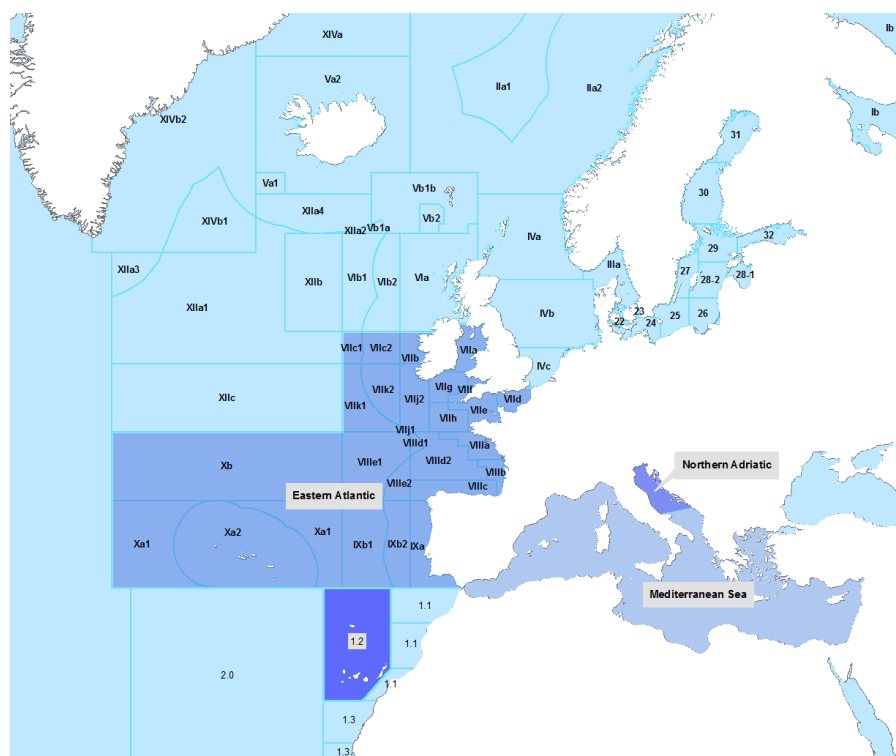 XIVa
Ib
Va2
IIa1
IIa2
Ib
XIVb2
31
Va1
Vb1b
30
XIIa4
Vb2
XIVb1
XIIa2
Vb1a
IVa
32
29
XIIa3
IIIa
27
28-2
28-1
XIIb
VIb1
VIb2
VIa
XIIa1
IVb
22
23
24
25
26
VIIc1
VIIc2
VIIb
VIIa
IVc
XIIc
VIIk2
VIIg
VIIf
VIIk1
VIIj2
VIIe
VIId
VIIh
VIIj1
VIIId1
VIIIa
Xb
VIIIe1
VIIId2
VIIIb
Northern Adriatic
VIIIe2
VIIIc
Eastern Atlantic
Xa1
Xa2
Xa1
IXb1
IXb2
IXa
Mediterranean Sea
1.1
1.2
1.1
2.0
1.1
1.3
1.3